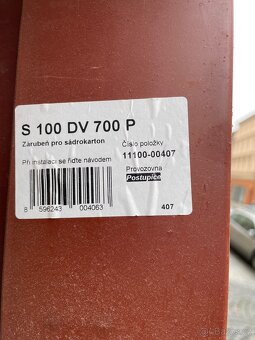 S 100 DV 700 P
Zárubeň pro sádrokarton
Číslo položky
11100-00407
Při instalaci se řiďte návodem
Provozovna
Postupice
8 596243 004063
407